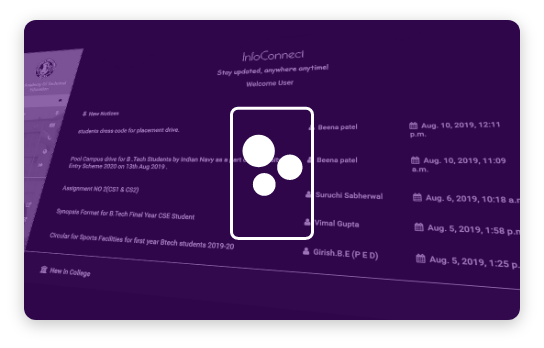 InfoConnect
Stay updated, anywhere anytime!
Welcome User
New Notices
students dress code for placement drive.
Beena patel
Aug. 10, 2019, 12:11 p.m.
Pool Campus drive for B .Tech Students by Indian Navy as a part
Entry Scheme 2020 on 13th Aug 2019 .
Beena patel
Aug. 10, 2019, 11:09 a.m.
Assignment NO 2(CS1 & CS2)
Suruchi Sabherwal
Aug. 6, 2019, 10:18 a.m
Synopsis Format for B.Tech Final Year CSE Student
Vimal Gupta
Aug. 5, 2019, 1:58 p.n
Circular for Sports Facilities for first year Btech students 2019-20
Girish.B.E (P E D)
Aug. 5, 2019, 1:25 p.
New in College